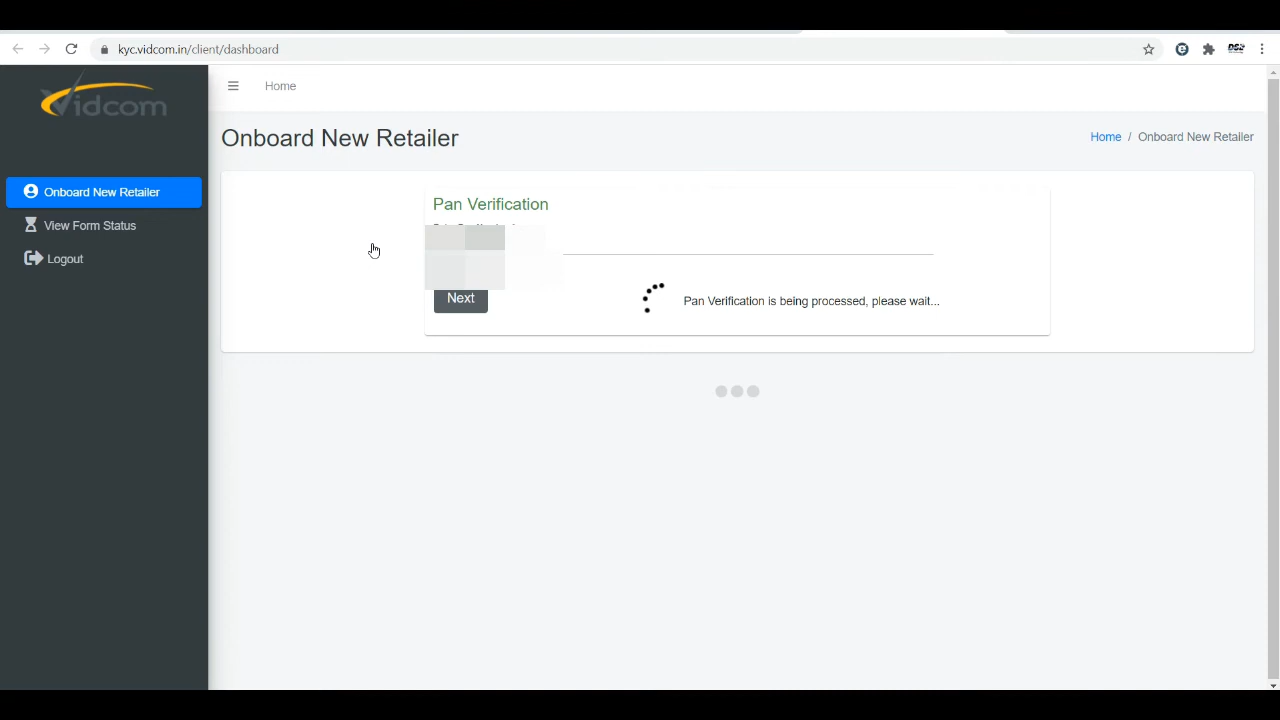 kyc.vidcom.in/client/dashboard
Vidcom
Home
Onboard New Retailer
Home / Onboard New Retailer
Onboard New Retailer
View Form Status
Logout
Pan Verification
Next
Pan Verification is being processed, please wait...